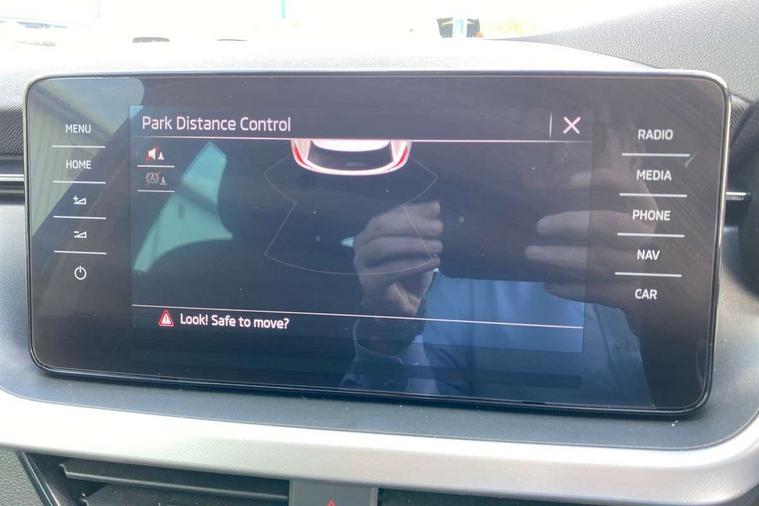 Park Distance Control
MENU
HOME
RADIO
MEDIA
PHONE
NAV
CAR
Look! Safe to move?